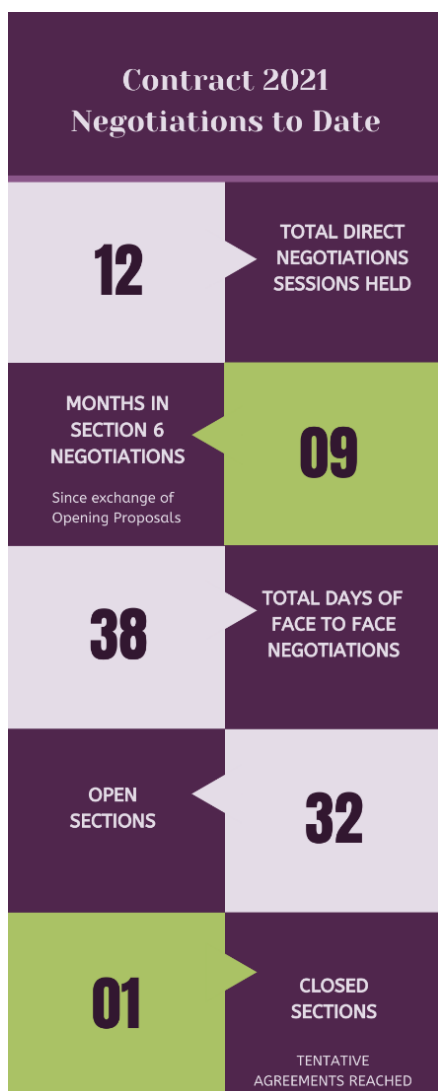 Contract 2021
Negotiations to Date
12
TOTAL DIRECT
NEGOTIATIONS
SESSIONS HELD
MONTHS IN
SECTION 6
NEGOTIATIONS
Since exchange of
Opening Proposals
09
38
TOTAL DAYS OF
FACE TO FACE
NEGOTIATIONS
OPEN
SECTIONS
32
01
CLOSED
SECTIONS
TENTATIVE
AGREEMENTS REACHED